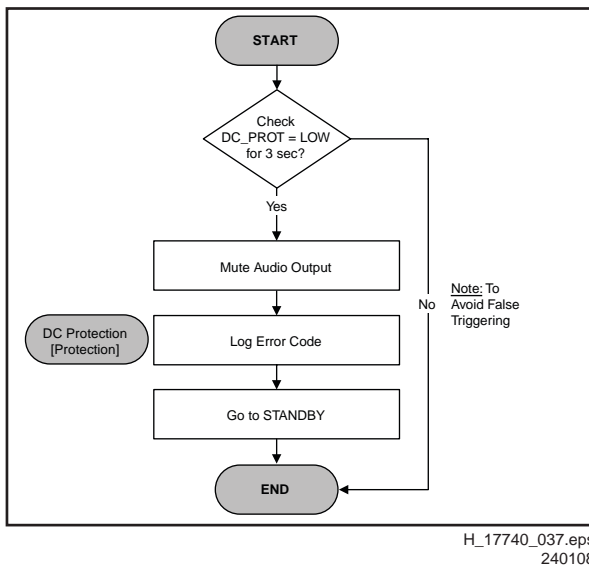 START
Check
DC_PROT = LOW
for 3 sec?
Yes
No
Note: To
Avoid False
Triggering
Mute Audio Output
DC Protection
[Protection]
Log Error Code
Go to STANDBY
END
H_17740_037.eps
240108